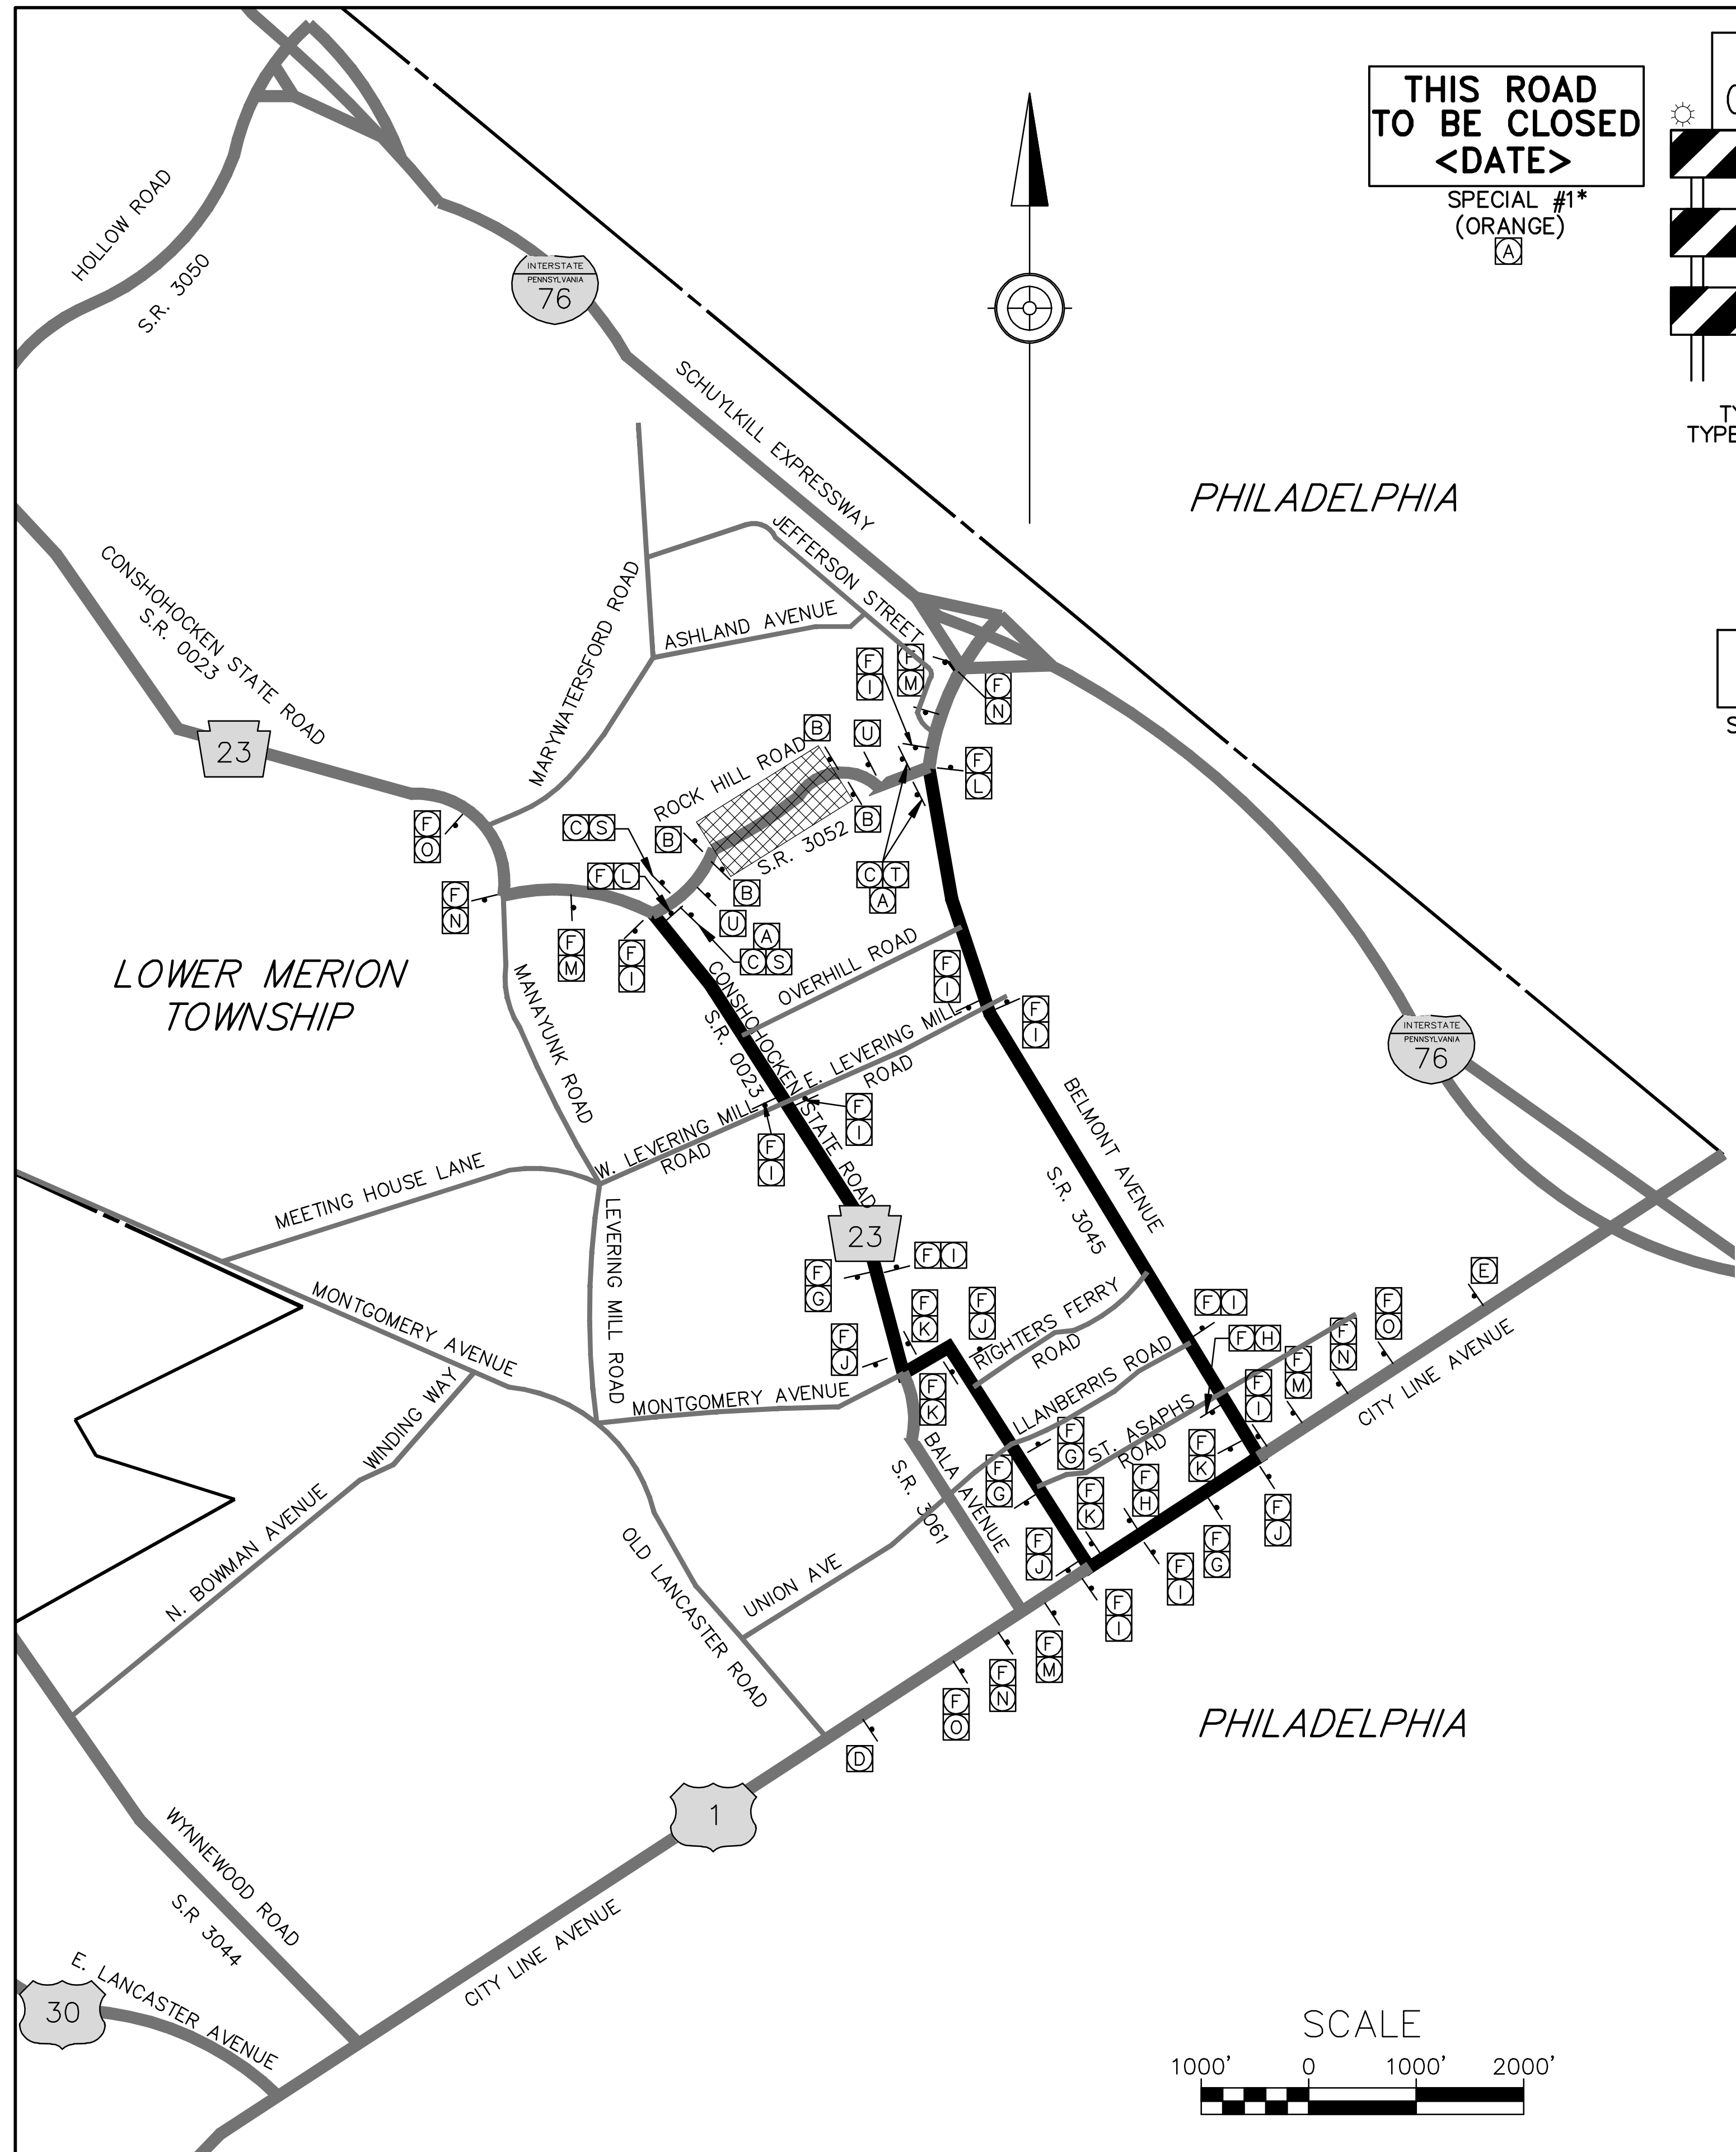 THIS ROAD
TO BE CLOSED
<DATE>
SPECIAL #1*
(ORANGE)
A
HOLLOW ROAD
S.R. 3050
INTERSTATE
PENNSYLVANIA
76
SCHUYLKILL EXPRESSWAY
PHILADELPHIA
JEFFERSON STREET
CONSHOHOCKEN STATE ROAD
S.R. 0023
MARYWATERSFORD ROAD
ASHLAND AVENUE
F
I
F
M
F
N
23
B
U
ROCK HILL ROAD
F
L
F
O
C S
B
B
S.R. 3052
F L
C T
A
B
F
N
U
A
C S
F
M
F
I
LOWER MERION
TOWNSHIP
MANAYUNK ROAD
CONSHOHOCKEN STATE ROAD
S.R. 0023
OVERHILL ROAD
F
I
F
I
INTERSTATE
PENNSYLVANIA
76
E. LEVERING MILL
ROAD
BELMONT AVENUE
S.R. 3045
F
I
W. LEVERING MILL
ROAD
F
I
MEETING HOUSE LANE
LEVERING MILL ROAD
23
F I
F
G
E
MONTGOMERY AVENUE
F
K
F
J
RIGHTERS FERRY
ROAD
F I
F H
F
O
F
N
F
M
F
J
CITY LINE AVENUE
MONTGOMERY AVENUE
F
K
LLANBERRIS ROAD
F
I
WINDING WAY
BALA AVENUE
S.R. 3061
F
G
ST. ASAPHS
ROAD
F
K
F
G
F
K
F
H
F
J
N. BOWMAN AVENUE
OLD LANCASTER ROAD
UNION AVE
F
J
F
G
F
I
F
I
F
M
F
N
F
O
D
PHILADELPHIA
1
WYNNEWOOD ROAD
S.R 3044
CITY LINE AVENUE
E. LANCASTER AVENUE
30
SCALE
1000' 0 1000' 2000'